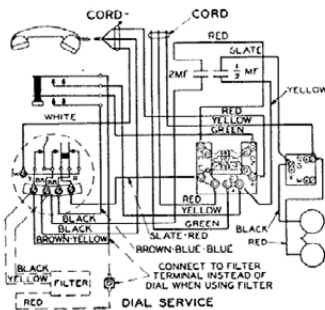 CORD-
CORD
RED
SLATE
2MF
1/2 MF
YELLOW
WHITE
RED
YELLOW
GREEN
RED
YELLOW
BLACK
GREEN
BLACK
BLACK
SLATE-RED
BROWN-YELLOW
BROWN-BLUE-BLUE
RED
BLACK
YELLOW
FILTER
RED
CONNECT TO FILTER
TERMINAL INSTEAD OF
DIAL WHEN USING FILTER
DIAL SERVICE